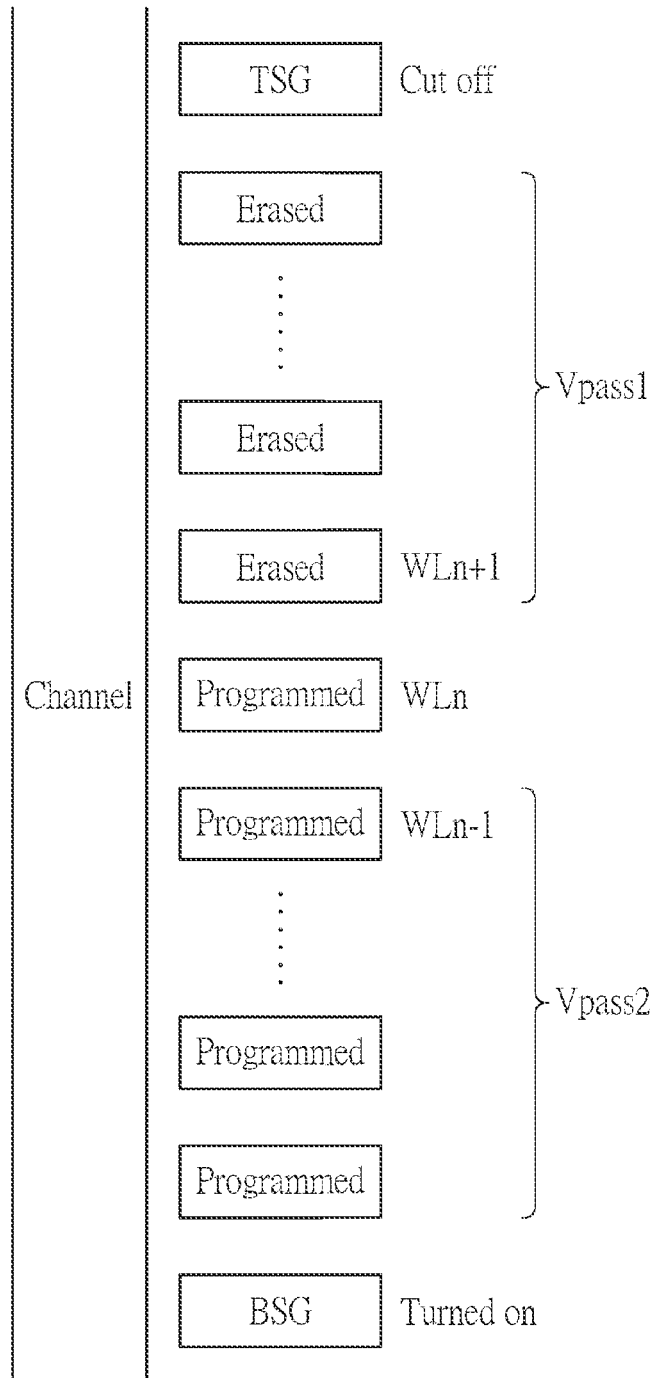 TSG Cut off
Erased
Erased
Vpass1
Erased WLn+1
Channel
Programmed WLn
Programmed WLn-1
Vpass2
Programmed
Programmed
BSG Turned on